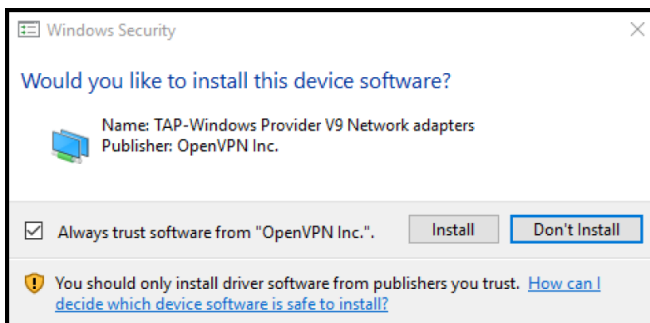 Windows Security
Would you like to install this device software?
Name: TAP-Windows Provider V9 Network adapters
Publisher: OpenVPN Inc.
Always trust software from "OpenVPN Inc.". Install Don't Install
You should only install driver software from publishers you trust. How can I
decide which device software is safe to install?